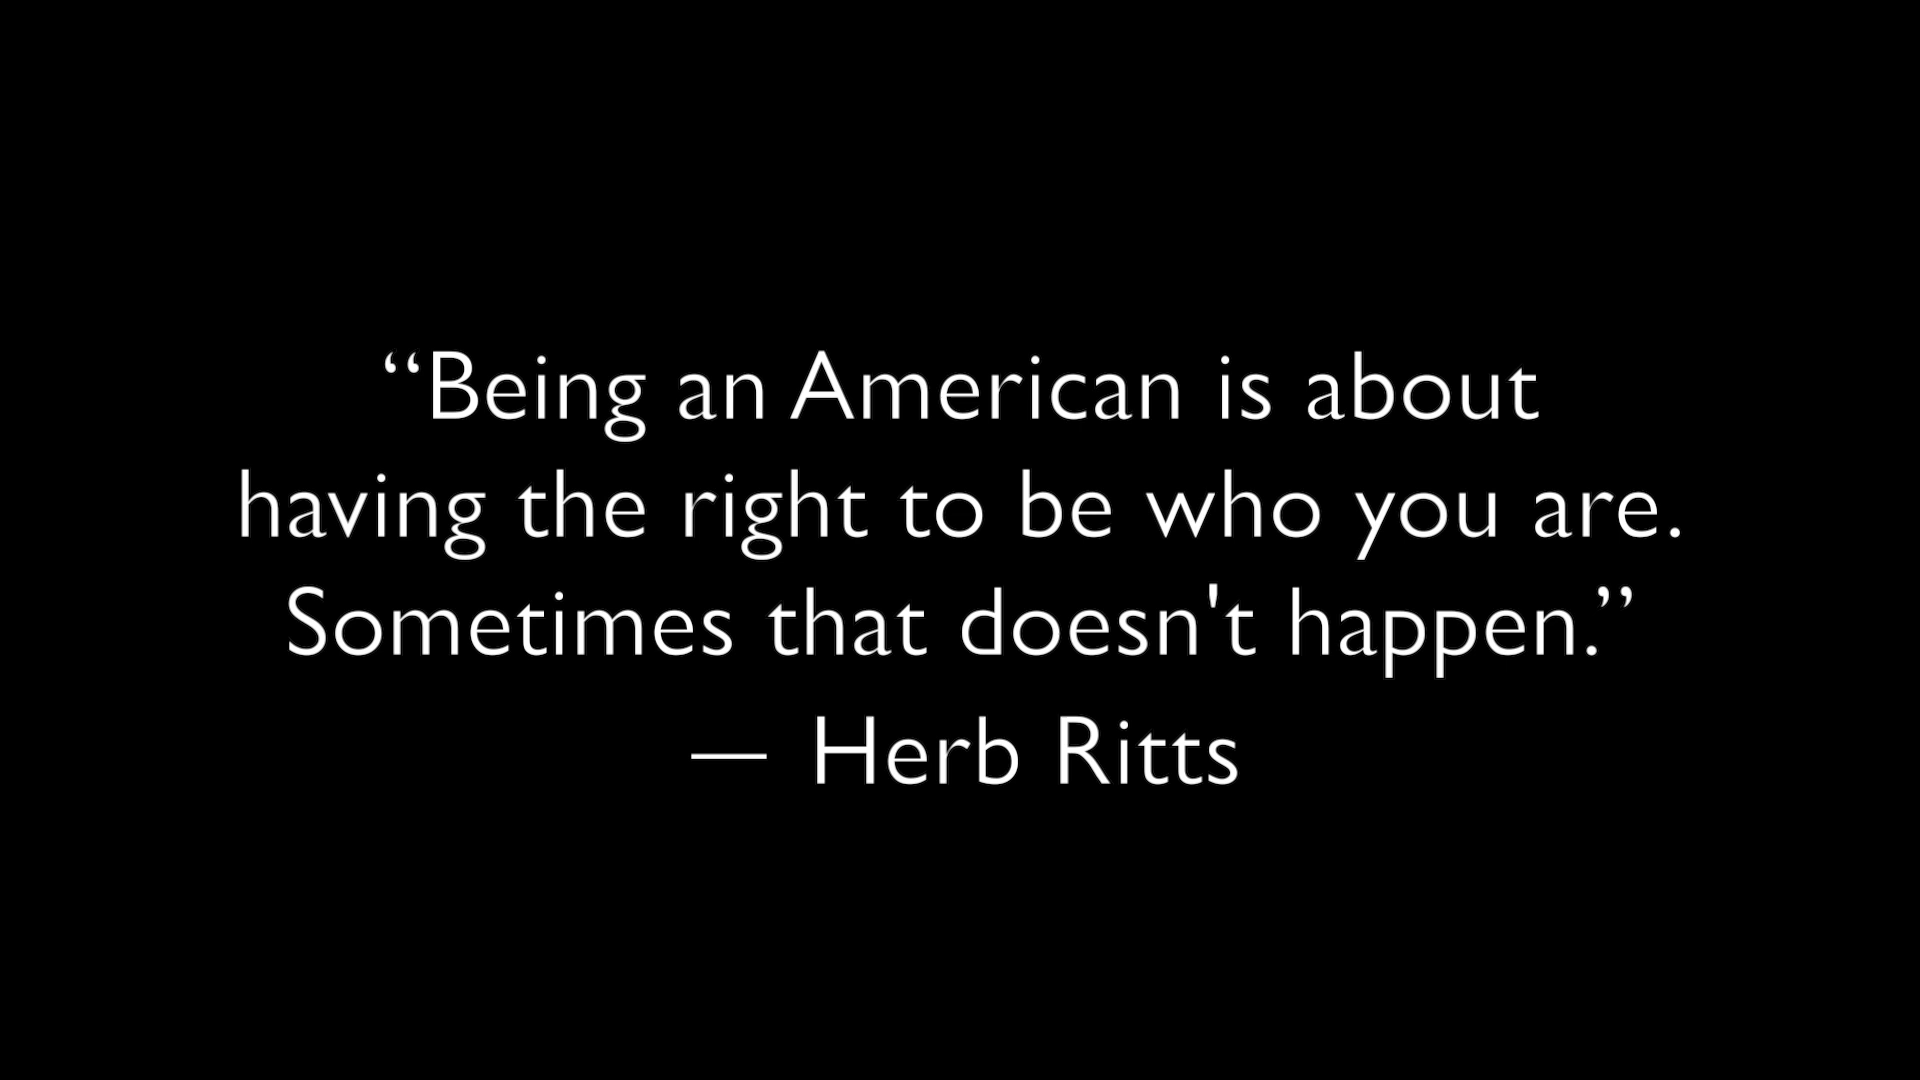 “Being an American is about
having the right to be who you are.
Sometimes that doesn't happen.”
— Herb Ritts